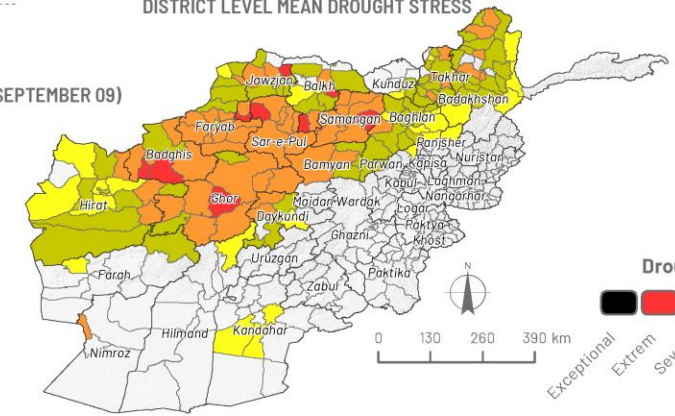 DISTRICT LEVEL MEAN DROUGHT STRESS
SEPTEMBER 09)
Jawzjan
Balkh
Kunduz
Takhar
Badakhshan
Faryab
Samangan
Baghlan
Sar-e-Pul
Panjsher
Badghis
Bamyan
Parwan
Kapisa
Nuristan
Ghor
Kabul
Laghman
Hirat
Daykundi
Maidan Wardak
Nangarhar
Logar
Paktya
Khost
Ghazni
Uruzgan
Farah
Zabul
Paktika
Hilmand
Kandahar
Nimroz
N
0 130 260 390 km
Drou
Exceptional
Extrem